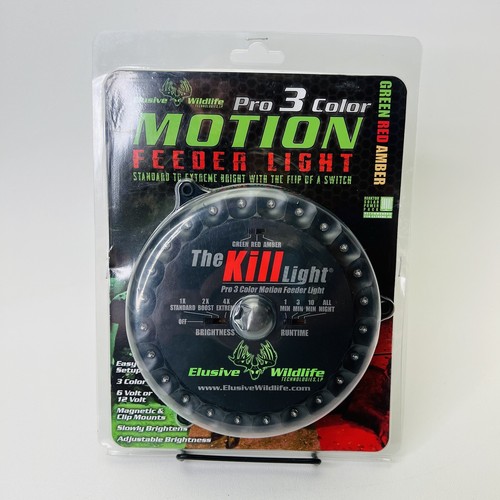 Elusive Wildlife
TECHNOLOGIES
Pro 3 Color
MOTION
FEEDER LIGHT
STANDARD TO EXTREME BRIGHT WITH THE FLIP OF A SWITCH
GREEN RED AMBER
GREEN RED AMBER
The Kill Light®
Pro 3 Color Motion Feeder Light
1X 2X 4X
STANDARD BOOST EXTREME
OFF
BRIGHTNESS
1 3 10 ALL
MIN MIN MIN NIGHT
RUNTIME
Elusive Wildlife
TECHNOLOGIES, LP
www.ElusiveWildlife.com
Easy
Setup
3 Color
6 Volt or
12 Volt
Magnetic &
Clip Mounts
Slowly Brightens
Adjustable Brightness